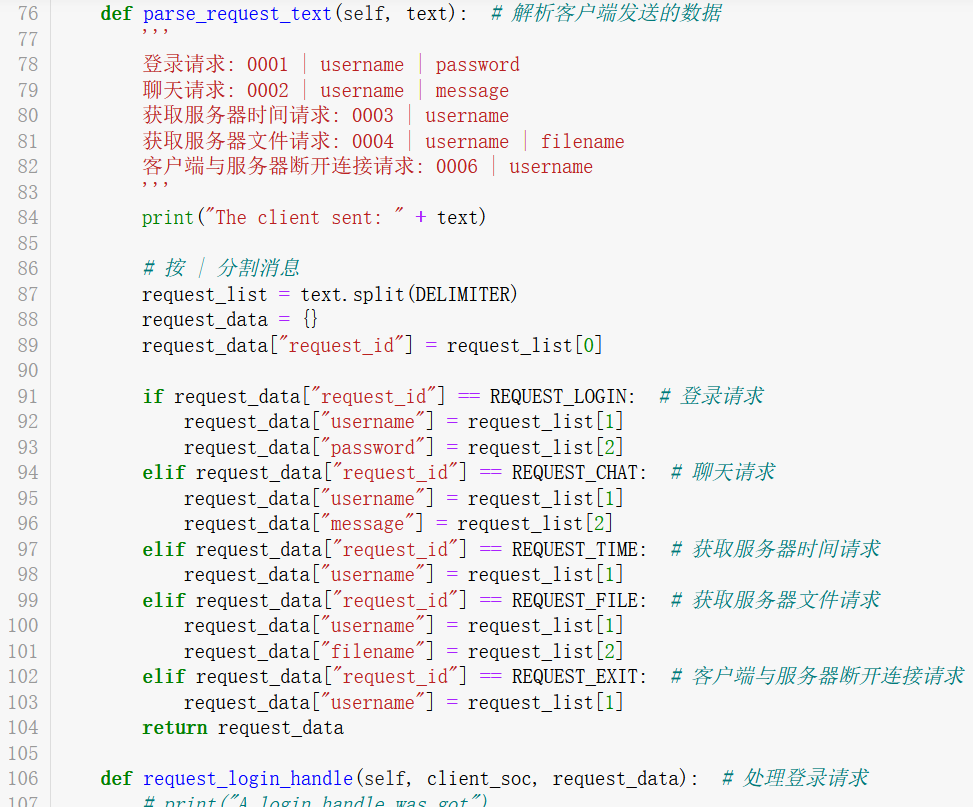 76 def parse_request_text(self, text):  # 解析客户端发送的数据
77 '''
78 登录请求: 0001 | username | password
79 聊天请求: 0002 | username | message
80 获取服务器时间请求: 0003 | username
81 获取服务器文件请求: 0004 | username | filename
82 客户端与服务器断开连接请求: 0006 | username
83 '''
84 print("The client sent: " + text)
85
86 # 按 | 分割消息
87 request_list = text.split(DELIMITER)
88 request_data = {}
89 request_data["request_id"] = request_list[0]
90
91 if request_data["request_id"] == REQUEST_LOGIN:  # 登录请求
92 request_data["username"] = request_list[1]
93 request_data["password"] = request_list[2]
94 elif request_data["request_id"] == REQUEST_CHAT:  # 聊天请求
95 request_data["username"] = request_list[1]
96 request_data["message"] = request_list[2]
97 elif request_data["request_id"] == REQUEST_TIME:  # 获取服务器时间请求
98 request_data["username"] = request_list[1]
99 elif request_data["request_id"] == REQUEST_FILE:  # 获取服务器文件请求
100 request_data["username"] = request_list[1]
101 request_data["filename"] = request_list[2]
102 elif request_data["request_id"] == REQUEST_EXIT:  # 客户端与服务器断开连接请求
103 request_data["username"] = request_list[1]
104 return request_data
105
106 def request_login_handle(self, client_soc, request_data):  # 处理登录请求
107 # print("A login handle was got")